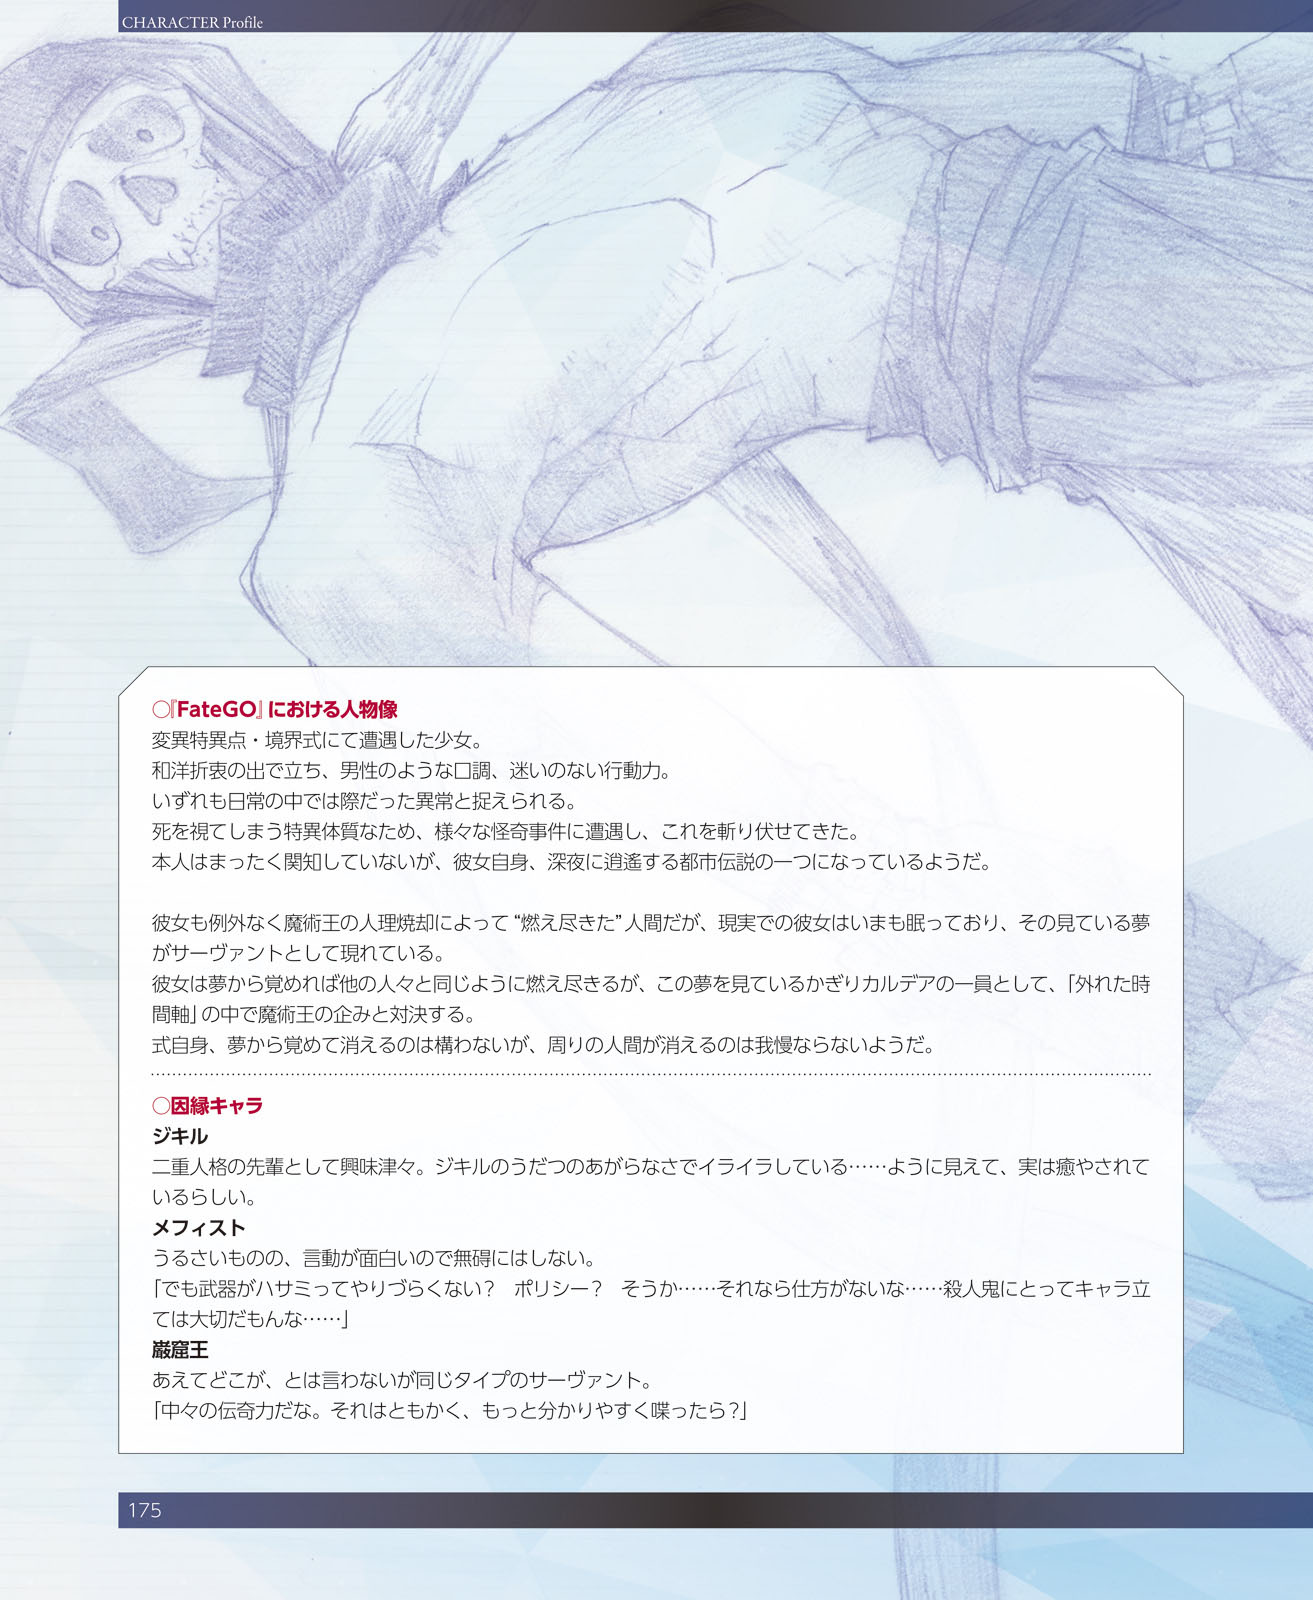 CHARACTER Profile
○『FateGO』における人物像
変異特異点・境界式にて遭遇した少女。
和洋折衷の出で立ち、男性のような口調、迷いのない行動力。
いずれも日常の中では際だった異常と捉えられる。
死を視てしまう特異体質なため、様々な怪奇事件に遭遇し、これを斬り伏せてきた。
本人はまったく関知していないが、彼女自身、深夜に逍遙する都市伝説の一つになっているようだ。
彼女も例外なく魔術王の人理焼却によって“燃え尽きた”人間だが、現実での彼女はいまも眠っており、その見ている夢
がサーヴァントとして現れている。
彼女は夢から覚めれば他の人々と同じように燃え尽きるが、この夢を見ているかぎりカルデアの一員として、「外れた時
間軸」の中で魔術王の企みと対決する。
式自身、夢から覚めて消えるのは構わないが、周りの人間が消えるのは我慢ならないようだ。
○因縁キャラ
ジキル
二重人格の先輩として興味津々。ジキルのうだつのあがらなさでイライラしている……ように見えて、実は癒やされて
いるらしい。
メフィスト
うるさいものの、言動が面白いので無碍にはしない。
「でも武器がハサミってやりづらくない？　ポリシー？　そうか……それなら仕方がないな……殺人鬼にとってキャラ立
ては大切だもんな……」
巌窟王
あえてどこが、とは言わないが同じタイプのサーヴァント。
「中々の伝奇力だな。それはともかく、もっと分かりやすく喋ったら？」
175